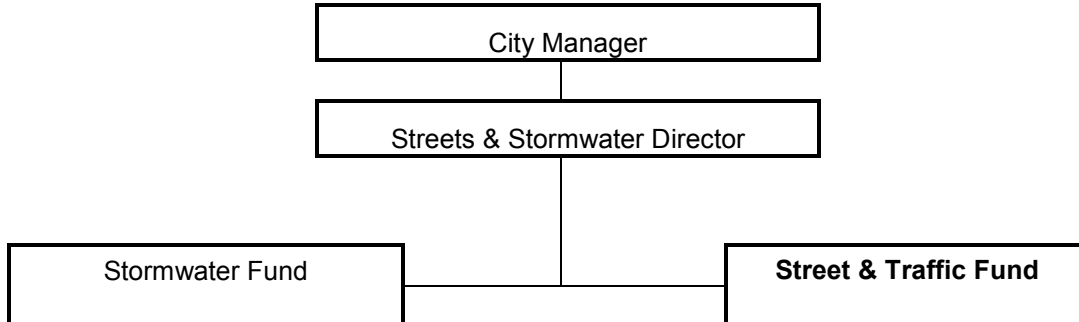 City Manager
Streets & Stormwater Director
Stormwater Fund
Street & Traffic Fund